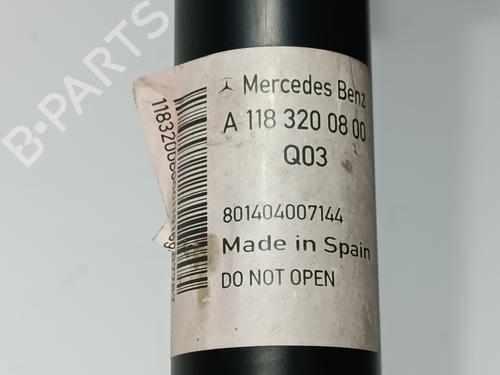 B-PARTS
Mercedes Benz
A 118 320 08 00
Q03
801404007144
Made in Spain
DO NOT OPEN